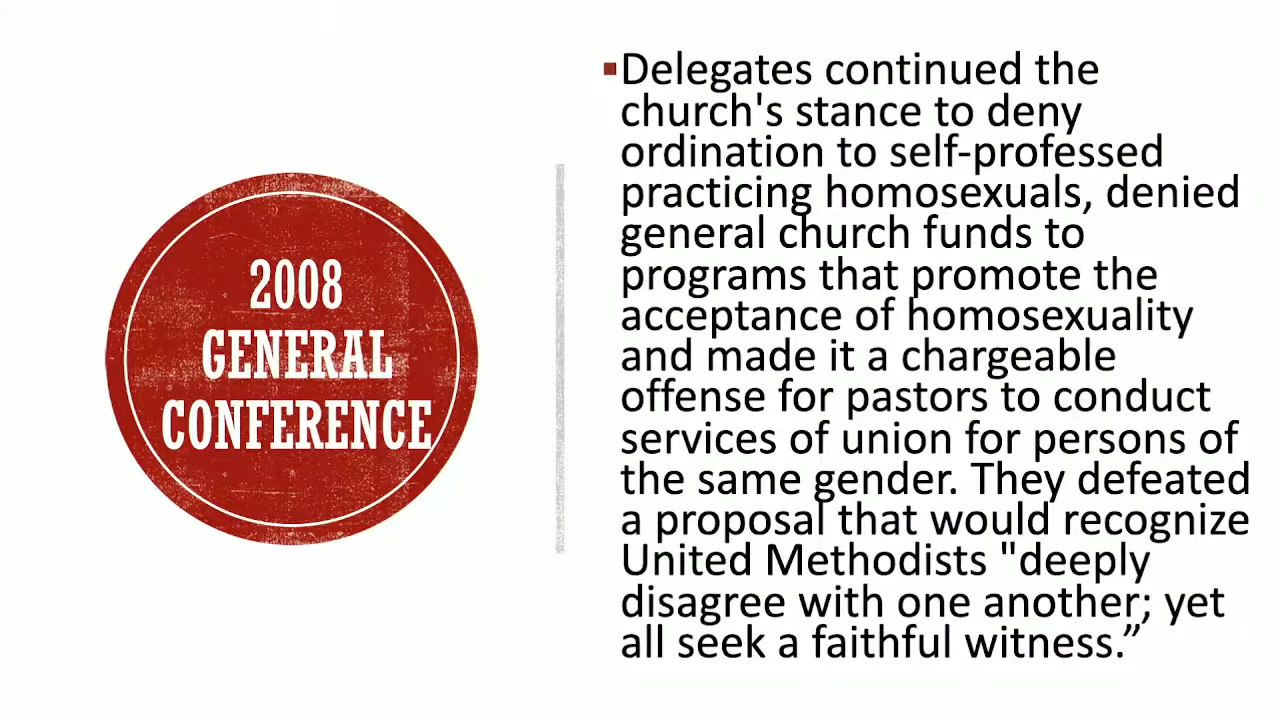 2008
GENERAL
CONFERENCE
▪Delegates continued the
church's stance to deny
ordination to self-professed
practicing homosexuals, denied
general church funds to
programs that promote the
acceptance of homosexuality
and made it a chargeable
offense for pastors to conduct
services of union for persons of
the same gender. They defeated
a proposal that would recognize
United Methodists "deeply
disagree with one another; yet
all seek a faithful witness.”